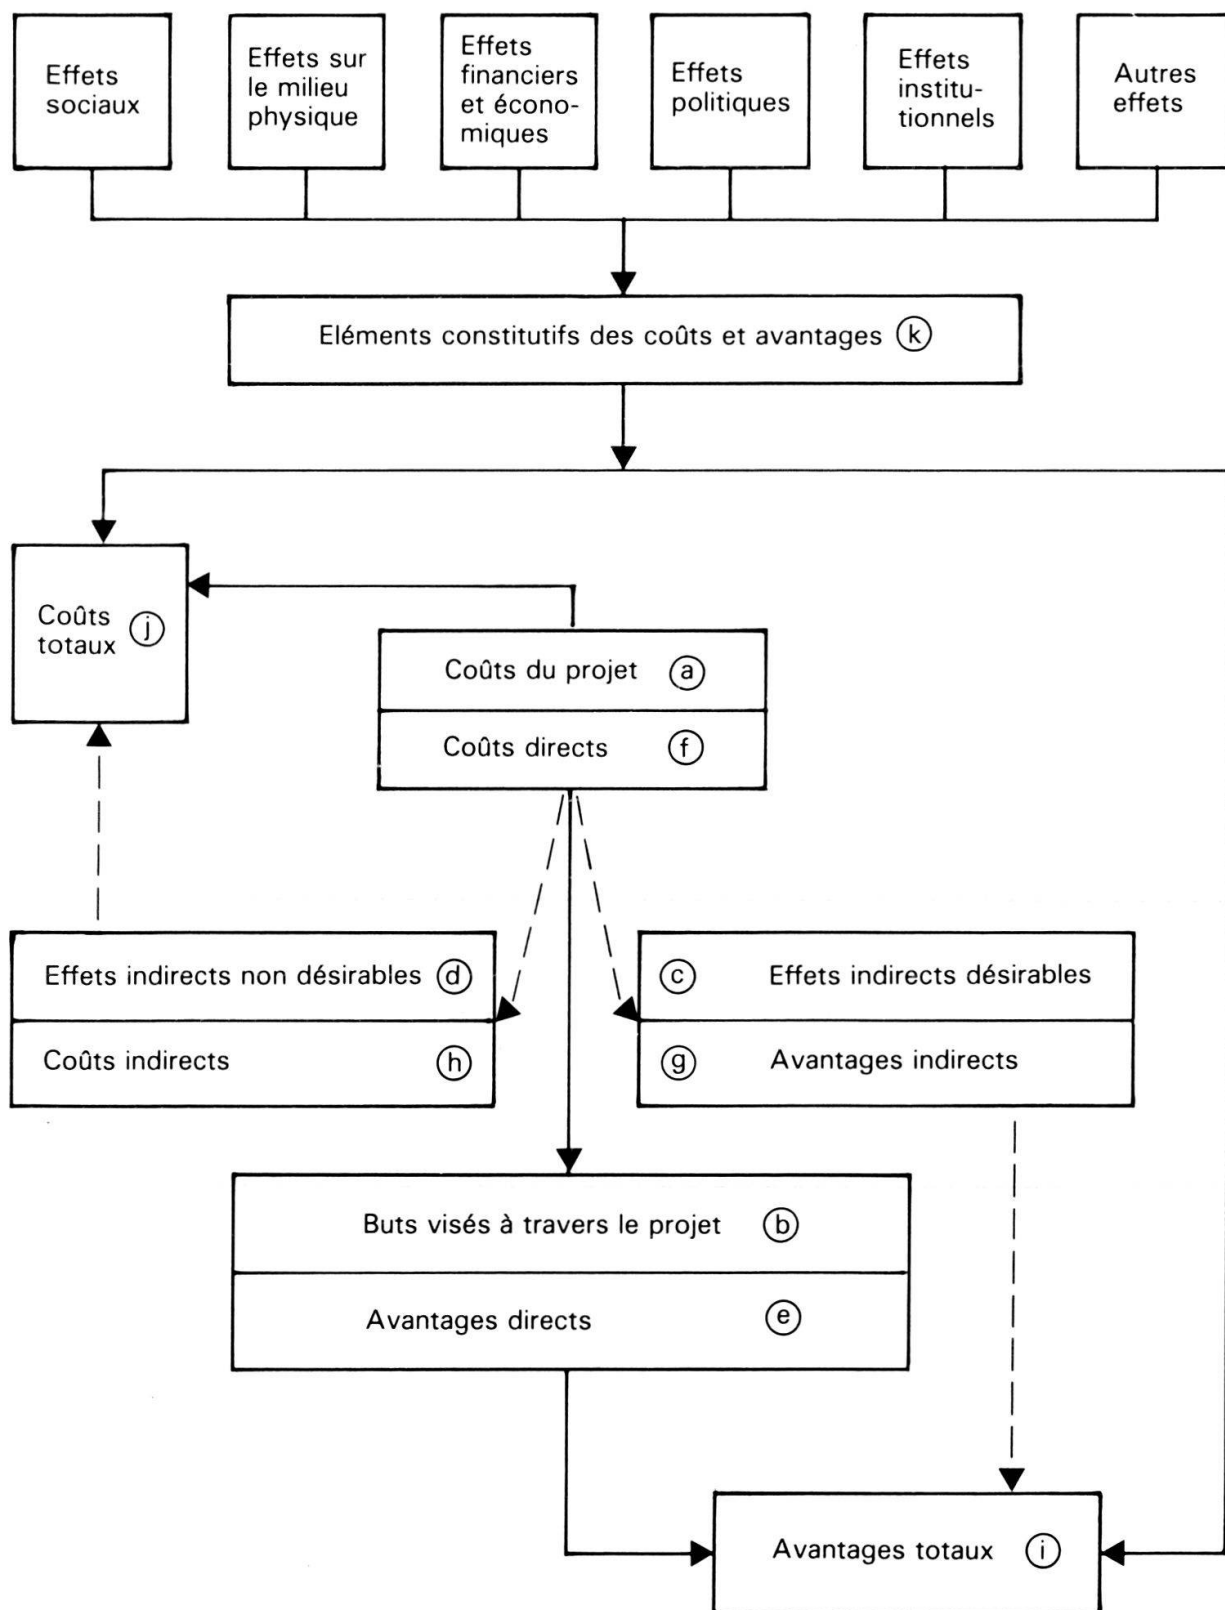 Effets
sociaux
Effets sur
le milieu
physique
Effets
financiers
et écono-
miques
Effets
politiques
Effets
institu-
tionnels
Autres
effets
Eléments constitutifs des coûts et avantages k
Coûts
totaux j
Coûts du projet a
Coûts directs f
Effets indirects non désirables d
Coûts indirects h
c Effets indirects désirables
g Avantages indirects
Buts visés à travers le projet b
Avantages directs e
Avantages totaux i